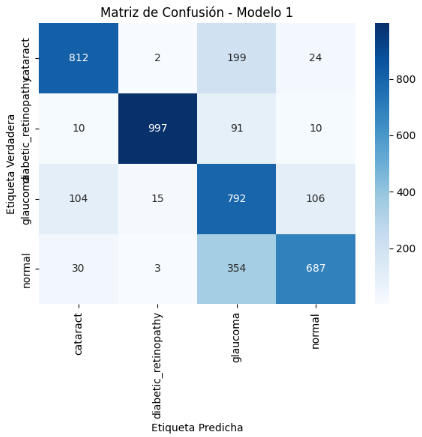 Matriz de Confusión - Modelo 1
Etiqueta Verdadera
cataract
diabetic_retinopathy
glaucoma
normal
812 2 199 24
10 997 91 10
104 15 792 106
30 3 354 687
cataract
diabetic_retinopathy
glaucoma
normal
Etiqueta Predicha
800
600
400
200